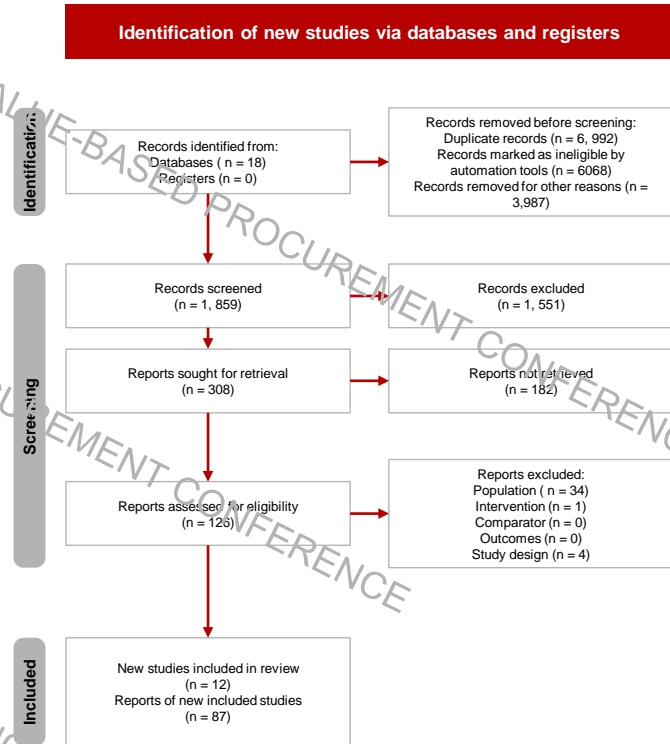 Identification of new studies via databases and registers
Identification
Records identified from:
Databases ( n = 18)
Registers (n = 0)
Records removed before screening:
Duplicate records (n = 6, 992)
Records marked as ineligible by
automation tools (n = 6068)
Records removed for other reasons (n =
3,987)
Screening
Records screened
(n = 1, 859)
Records excluded
(n = 1, 551)
Reports sought for retrieval
(n = 308)
Reports not retrieved
(n = 182)
Reports assessed for eligibility
(n = 126)
Reports excluded:
Population ( n = 34)
Intervention (n = 1)
Comparator (n = 0)
Outcomes (n = 0)
Study design (n = 4)
Included
New studies included in review
(n = 12)
Reports of new included studies
(n = 87)
VALUE-BASED PROCUREMENT CONFERENCE
PROCUREMENT CONFERENCE